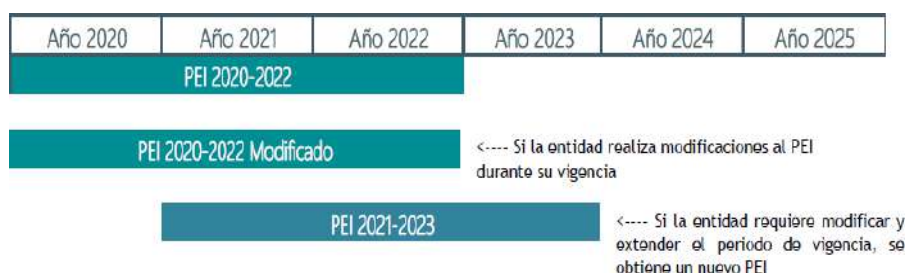 Año 2020 Año 2021 Año 2022 Año 2023 Año 2024 Año 2025
PEI 2020-2022
PEI 2020-2022 Modificado
<---- Si la entidad realiza modificaciones al PEI
durante su vigencia
PEI 2021-2023
<---- Si la entidad requiere modificar y
extender el periodo de vigencia, se
obtiene un nuevo PEI